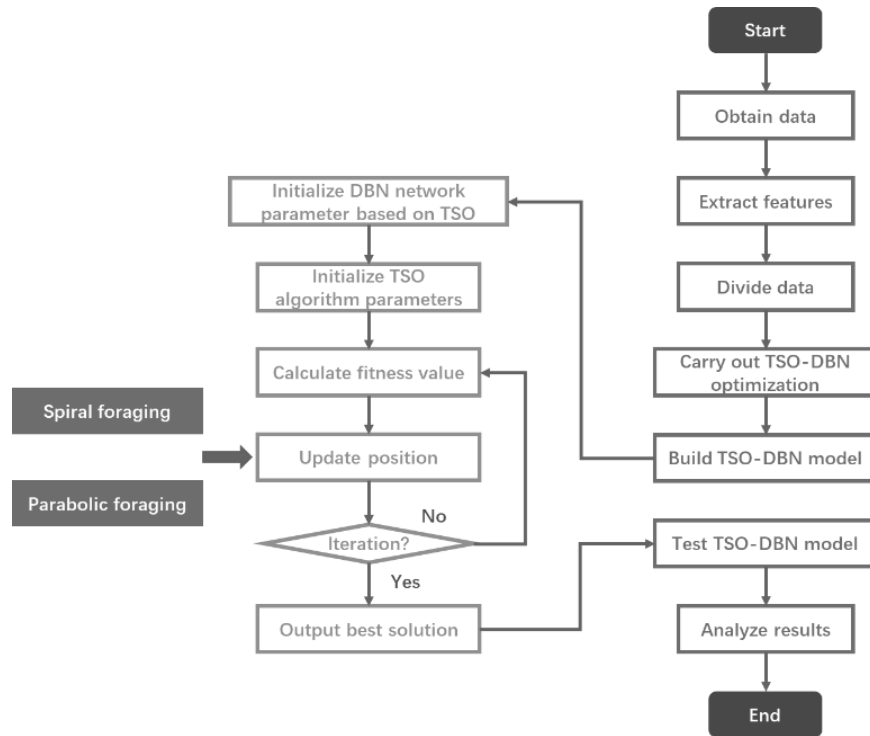 Start
Obtain data
Extract features
Divide data
Carry out TSO-DBN
optimization
Build TSO-DBN model
Initialize DBN network
parameter based on TSO
Initialize TSO
algorithm parameters
Calculate fitness value
Spiral foraging
Update position
Parabolic foraging
No
Iteration?
Yes
Output best solution
Test TSO-DBN model
Analyze results
End